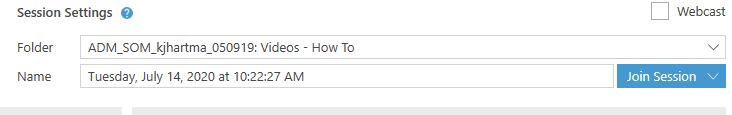 Session Settings ? Webcast
Folder ADM_SOM_kjhartma_050919: Videos - How To
Name Tuesday, July 14, 2020 at 10:22:27 AM Join Session